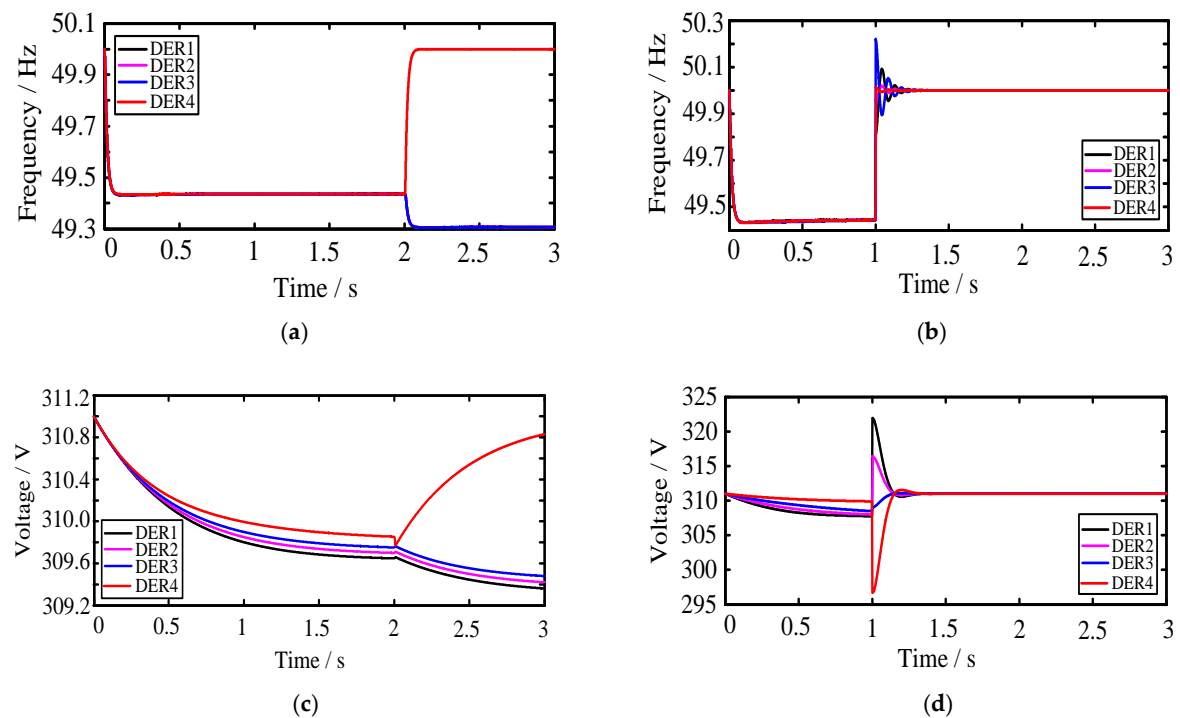 50.1
49.9
49.7
49.5
49.3
Frequency / Hz
DER1
DER2
DER3
DER4
0 0.5 1 1.5 2 2.5 3
Time / s
(a)
50.3
50.1
49.9
49.7
49.5
Frequency / Hz
DER1
DER2
DER3
DER4
0 0.5 1 1.5 2 2.5 3
Time / s
(b)
311.2
310.8
310.4
310.0
309.6
309.2
Voltage / V
DER1
DER2
DER3
DER4
0 0.5 1 1.5 2 2.5 3
Time / s
(c)
325
320
315
310
305
300
295
Voltage / V
DER1
DER2
DER3
DER4
0 0.5 1 1.5 2 2.5 3
Time / s
(d)